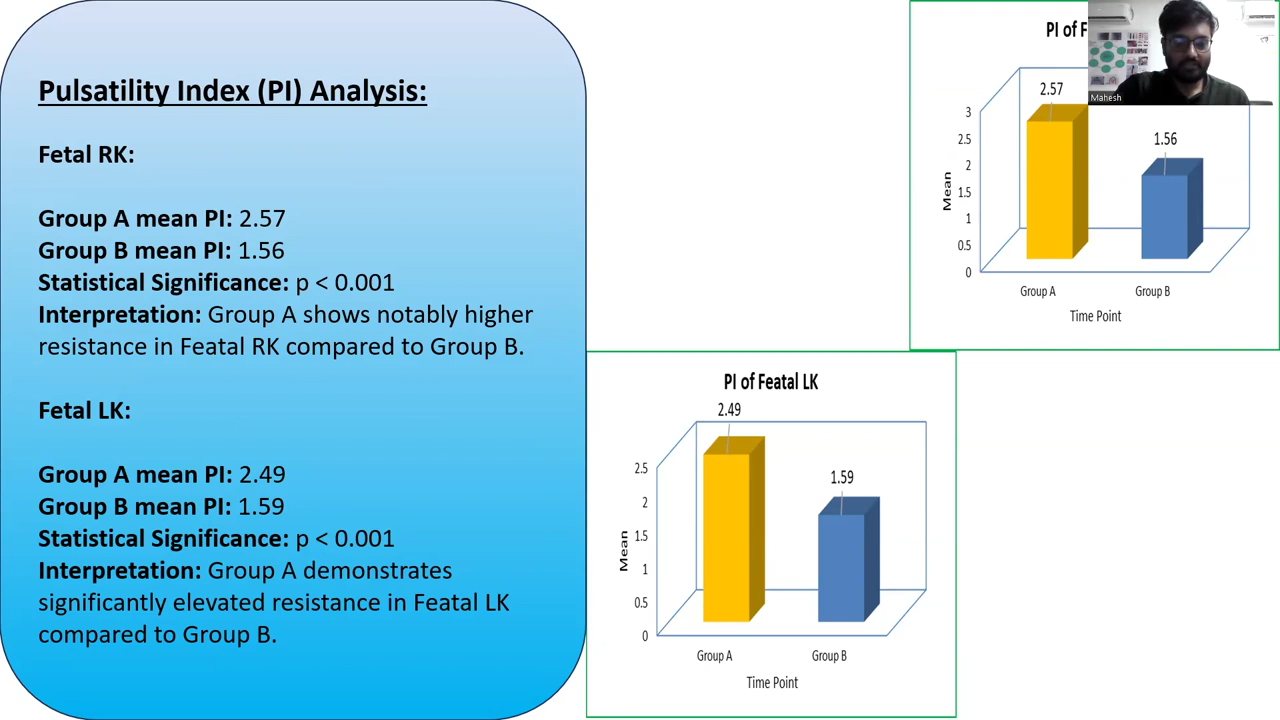 Pulsatility Index (PI) Analysis:
Fetal RK:
Group A mean PI: 2.57
Group B mean PI: 1.56
Statistical Significance: p < 0.001
Interpretation: Group A shows notably higher
resistance in Featal RK compared to Group B.
Fetal LK:
Group A mean PI: 2.49
Group B mean PI: 1.59
Statistical Significance: p < 0.001
Interpretation: Group A demonstrates
significantly elevated resistance in Featal LK
compared to Group B.
PI of F
Mahesh
2.57
1.56
3
2.5
2
1.5
1
0.5
0
Mean
Group A Group B
Time Point
PI of Featal LK
2.49
1.59
2.5
2
1.5
1
0.5
0
Mean
Group A Group B
Time Point